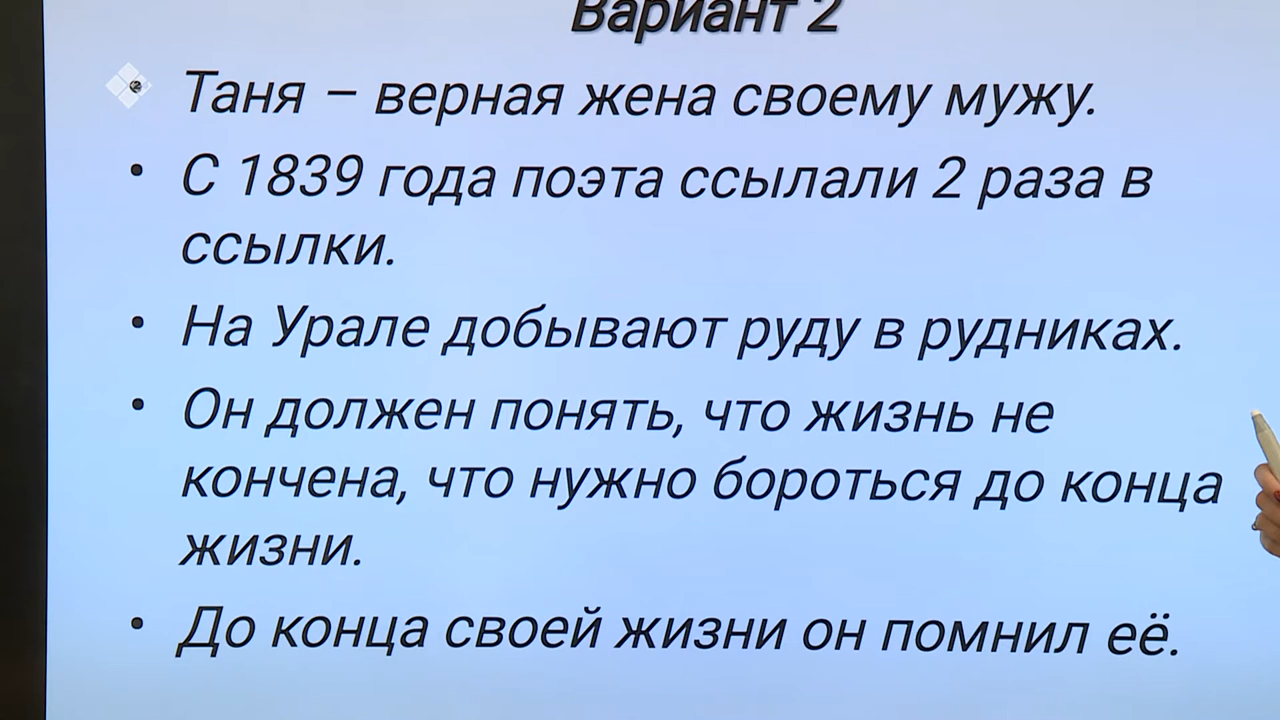 Вариант 2
Таня – верная жена своему мужу.
С 1839 года поэта ссылали 2 раза в
ссылки.
На Урале добывают руду в рудниках.
Он должен понять, что жизнь не
кончена, что нужно бороться до конца
жизни.
До конца своей жизни он помнил её.